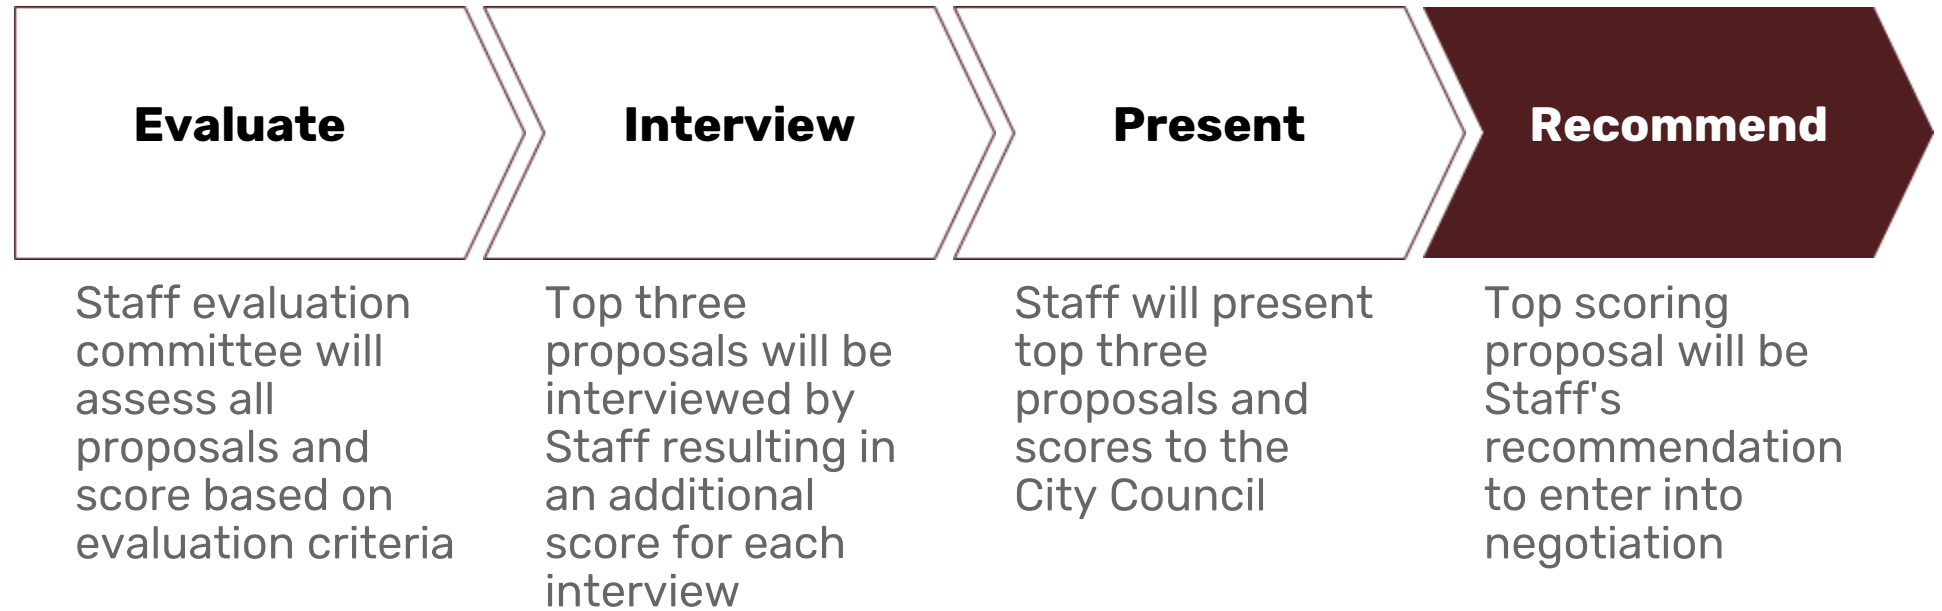 Evaluate
Staff evaluation
committee will
assess all
proposals and
score based on
evaluation criteria
Interview
Top three
proposals will be
interviewed by
Staff resulting in
an additional
score for each
interview
Present
Staff will present
top three
proposals and
scores to the
City Council
Recommend
Top scoring
proposal will be
Staff's
recommendation
to enter into
negotiation